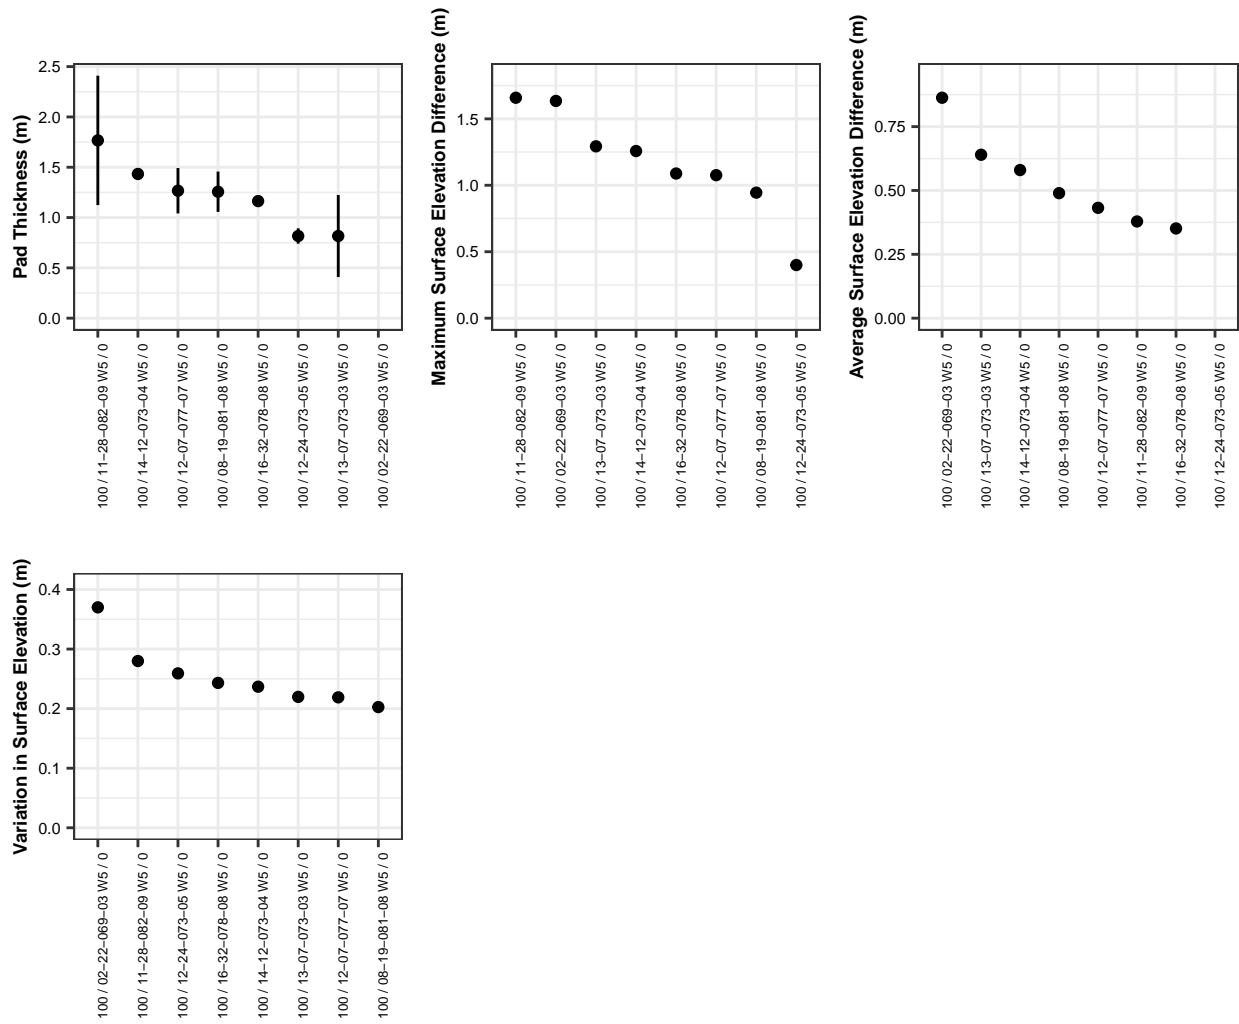 Pad Thickness (m)
2.5
2.0
1.5
1.0
0.5
0.0
100 / 11–28–082–09 W5 / 0
100 / 14–12–073–04 W5 / 0
100 / 12–07–077–07 W5 / 0
100 / 08–19–081–08 W5 / 0
100 / 16–32–078–08 W5 / 0
100 / 12–24–073–05 W5 / 0
100 / 13–07–073–03 W5 / 0
100 / 02–22–069–03 W5 / 0
Maximum Surface Elevation Difference (m)
1.5
1.0
0.5
0.0
100 / 11–28–082–09 W5 / 0
100 / 02–22–069–03 W5 / 0
100 / 13–07–073–03 W5 / 0
100 / 14–12–073–04 W5 / 0
100 / 16–32–078–08 W5 / 0
100 / 12–07–077–07 W5 / 0
100 / 08–19–081–08 W5 / 0
100 / 12–24–073–05 W5 / 0
Average Surface Elevation Difference (m)
0.75
0.50
0.25
0.00
100 / 02–22–069–03 W5 / 0
100 / 13–07–073–03 W5 / 0
100 / 14–12–073–04 W5 / 0
100 / 08–19–081–08 W5 / 0
100 / 12–07–077–07 W5 / 0
100 / 11–28–082–09 W5 / 0
100 / 16–32–078–08 W5 / 0
100 / 12–24–073–05 W5 / 0
Variation in Surface Elevation (m)
0.4
0.3
0.2
0.1
0.0
100 / 02–22–069–03 W5 / 0
100 / 11–28–082–09 W5 / 0
100 / 12–24–073–05 W5 / 0
100 / 16–32–078–08 W5 / 0
100 / 14–12–073–04 W5 / 0
100 / 13–07–073–03 W5 / 0
100 / 12–07–077–07 W5 / 0
100 / 08–19–081–08 W5 / 0